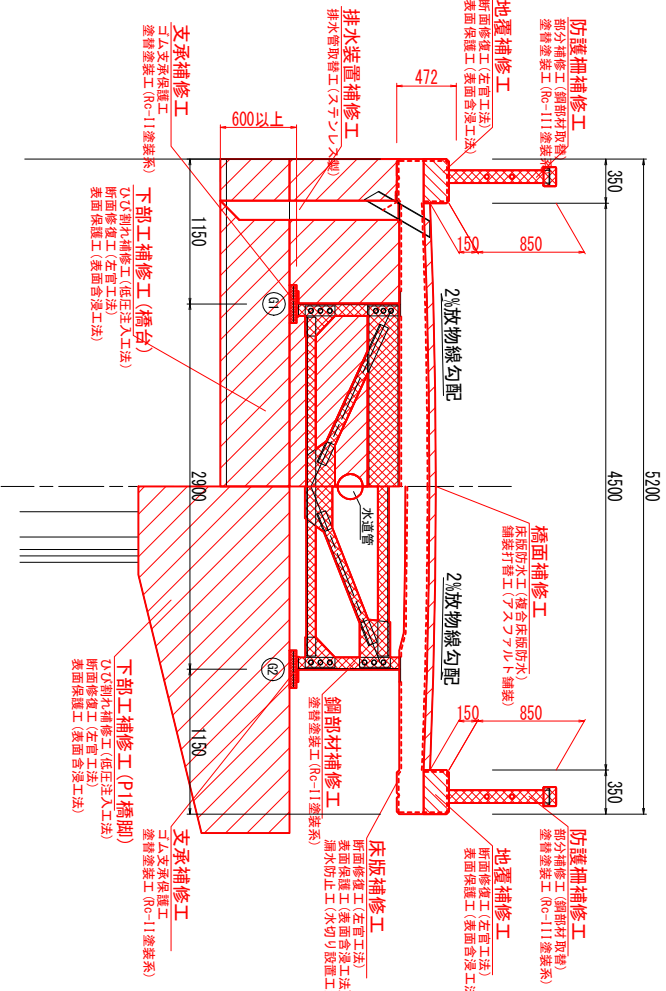 5200
350
4500
350
850
150
850
150
472
600以上
1150
2900
1150
2%放物線勾配
2%放物線勾配
水道管
G1
G2
防護柵補修工
部分補修工(鋼部材取替)
塗替塗装工(Rc-III塗装系)
地覆補修工
断面修復工(左官工法)
表面保護工(表面含浸工法)
排水装置補修工
排水管取替工(ステンレス製)
支承補修工
ゴム支承保護工
塗替塗装工(Rc-II塗装系)
下部工補修工(橋台)
ひび割れ補修工(低圧注入工法)
断面修復工(左官工法)
表面保護工(表面含浸工法)
橋面補修工
床版防水工(複合床版防水)
舗装打替工(アスファルト舗装)
防護柵補修工
部分補修工(鋼部材取替)
塗替塗装工(Rc-III塗装系)
地覆補修工
断面修復工(左官工法)
表面保護工(表面含浸工法
床版補修工
断面修復工(左官工法)
表面保護工(表面含浸工法
漏水防止工(水切り設置工
鋼部材補修工
塗替塗装工(Rc-II塗装系)
支承補修工
ゴム支承保護工
塗替塗装工(Rc-II塗装系)
下部工補修工(P1橋脚)
ひび割れ補修工(低圧注入工法)
断面修復工(左官工法)
表面保護工(表面含浸工法)